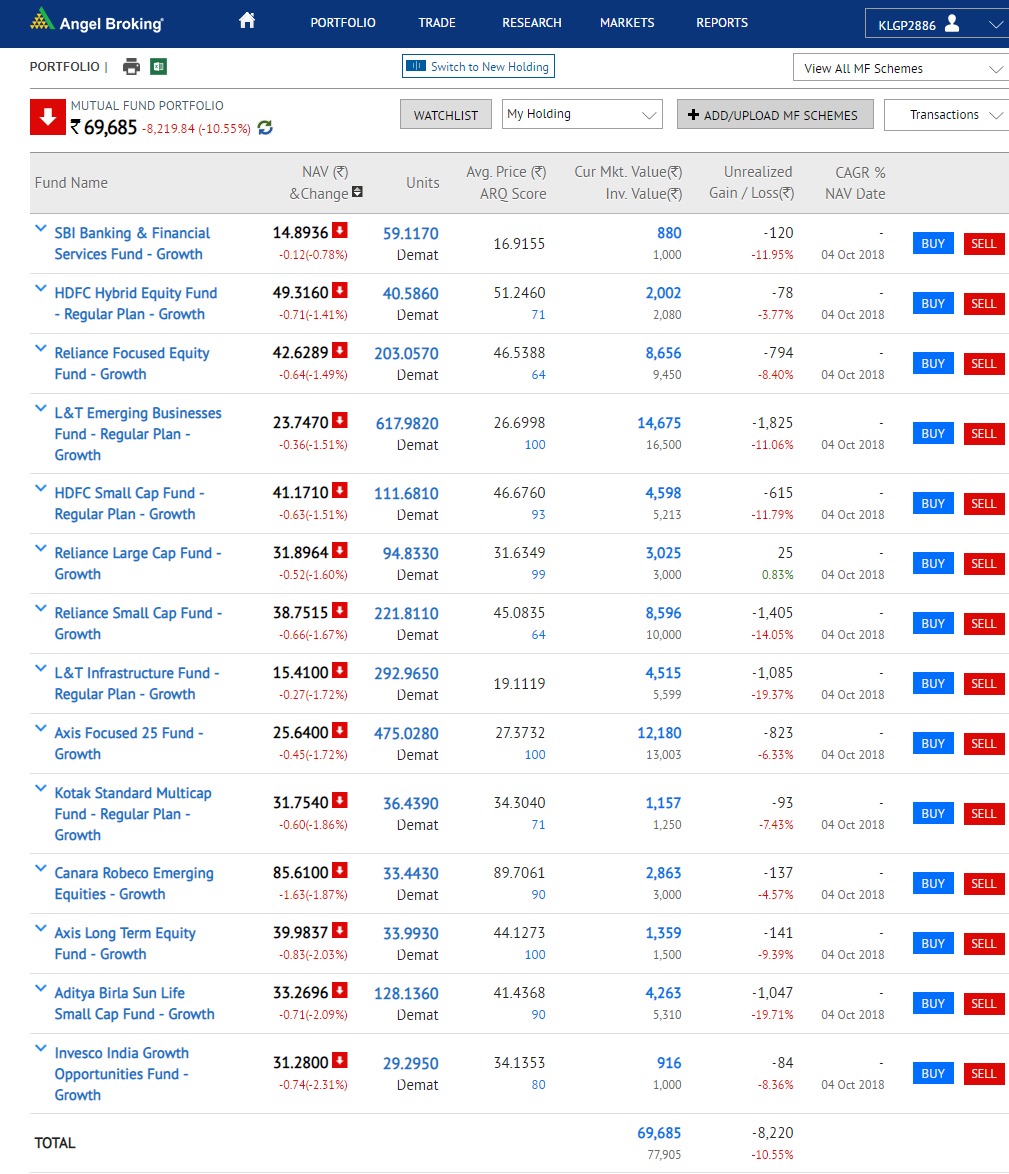 Angel Broking
PORTFOLIO TRADE RESEARCH MARKETS REPORTS KLGP2886
PORTFOLIO | Switch to New Holding View All MF Schemes
MUTUAL FUND PORTFOLIO
₹ 69,685 -8,219.84 (-10.55%) WATCHLIST My Holding + ADD/UPLOAD MF SCHEMES Transactions
Fund Name NAV (₹) &Change Units Avg. Price (₹) ARQ Score Cur Mkt. Value(₹) Inv. Value(₹) Unrealized Gain / Loss(₹) CAGR % NAV Date
SBI Banking & Financial 14.8936 59.1170 16.9155 880 -120 - BUY SELL
Services Fund - Growth -0.12(-0.78%) Demat 1,000 -11.95% 04 Oct 2018
HDFC Hybrid Equity Fund 49.3160 40.5860 51.2460 2,002 -78 - BUY SELL
- Regular Plan - Growth -0.71(-1.41%) Demat 71 2,080 -3.77% 04 Oct 2018
Reliance Focused Equity 42.6289 203.0570 46.5388 8,656 -794 - BUY SELL
Fund - Growth -0.64(-1.49%) Demat 64 9,450 -8.40% 04 Oct 2018
L&T Emerging Businesses 23.7470 617.9820 26.6998 14,675 -1,825 - BUY SELL
Fund - Regular Plan - -0.36(-1.51%) Demat 100 16,500 -11.06% 04 Oct 2018
Growth
HDFC Small Cap Fund - 41.1710 111.6810 46.6760 4,598 -615 - BUY SELL
Regular Plan - Growth -0.63(-1.51%) Demat 93 5,213 -11.79% 04 Oct 2018
Reliance Large Cap Fund - 31.8964 94.8330 31.6349 3,025 25 - BUY SELL
Growth -0.52(-1.60%) Demat 99 3,000 0.83% 04 Oct 2018
Reliance Small Cap Fund - 38.7515 221.8110 45.0835 8,596 -1,405 - BUY SELL
Growth -0.66(-1.67%) Demat 64 10,000 -14.05% 04 Oct 2018
L&T Infrastructure Fund - 15.4100 292.9650 19.1119 4,515 -1,085 - BUY SELL
Regular Plan - Growth -0.27(-1.72%) Demat 5,599 -19.37% 04 Oct 2018
Axis Focused 25 Fund - 25.6400 475.0280 27.3732 12,180 -823 - BUY SELL
Growth -0.45(-1.72%) Demat 100 13,003 -6.33% 04 Oct 2018
Kotak Standard Multicap 31.7540 36.4390 34.3040 1,157 -93 - BUY SELL
Fund - Regular Plan - -0.60(-1.86%) Demat 71 1,250 -7.43% 04 Oct 2018
Growth
Canara Robeco Emerging 85.6100 33.4430 89.7061 2,863 -137 - BUY SELL
Equities - Growth -1.63(-1.87%) Demat 90 3,000 -4.57% 04 Oct 2018
Axis Long Term Equity 39.9837 33.9930 44.1273 1,359 -141 - BUY SELL
Fund - Growth -0.83(-2.03%) Demat 100 1,500 -9.39% 04 Oct 2018
Aditya Birla Sun Life 33.2696 128.1360 41.4368 4,263 -1,047 - BUY SELL
Small Cap Fund - Growth -0.71(-2.09%) Demat 90 5,310 -19.71% 04 Oct 2018
Invesco India Growth 31.2800 29.2950 34.1353 916 -84 - BUY SELL
Opportunities Fund - -0.74(-2.31%) Demat 80 1,000 -8.36% 04 Oct 2018
Growth
TOTAL 69,685 -8,220
77,905 -10.55%